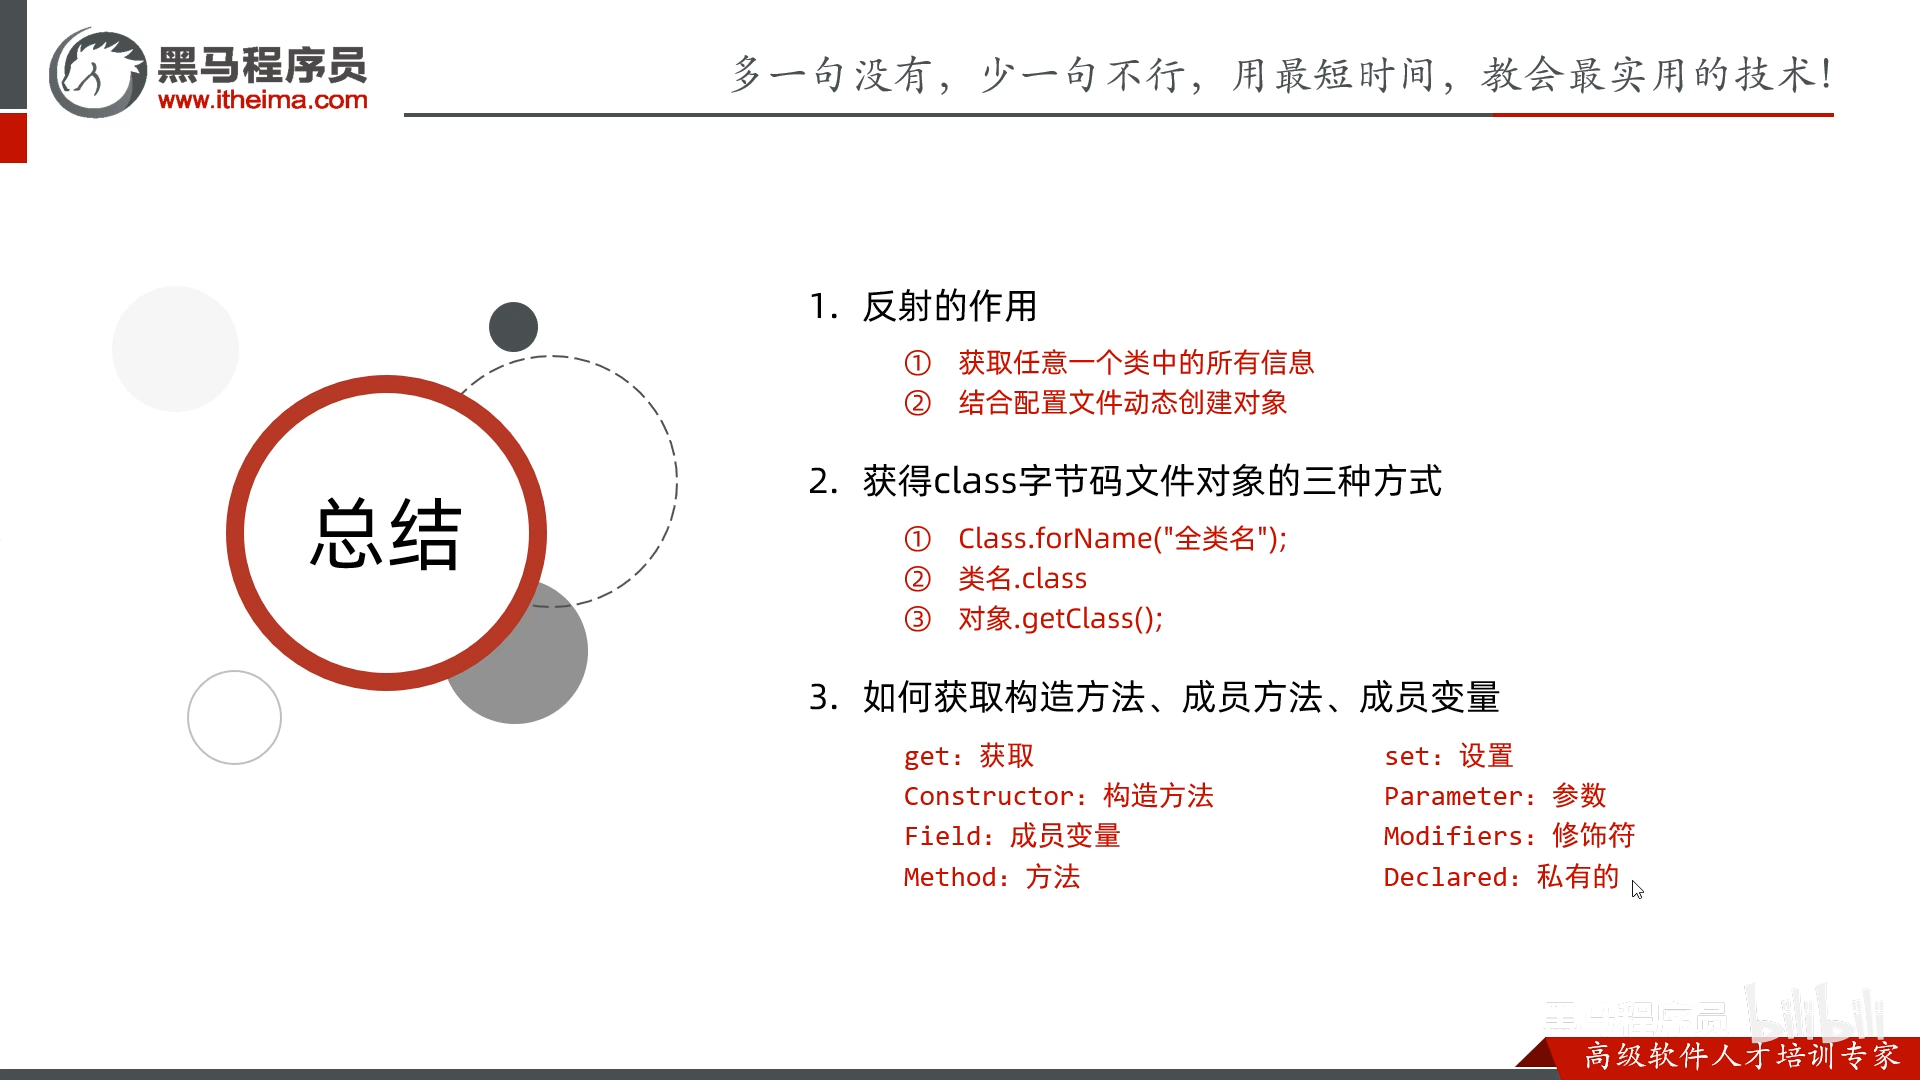 黑马程序员
www.itheima.com
多一句没有，少一句不行，用最短时间，教会最实用的技术！
总结
1. 反射的作用
① 获取任意一个类中的所有信息
② 结合配置文件动态创建对象
2. 获得class字节码文件对象的三种方式
① Class.forName("全类名");
② 类名.class
③ 对象.getClass();
3. 如何获取构造方法、成员方法、成员变量
get：获取 set：设置
Constructor：构造方法 Parameter：参数
Field：成员变量 Modifiers：修饰符
Method：方法 Declared：私有的
黑马程序员 bilibili
高级软件人才培训专家